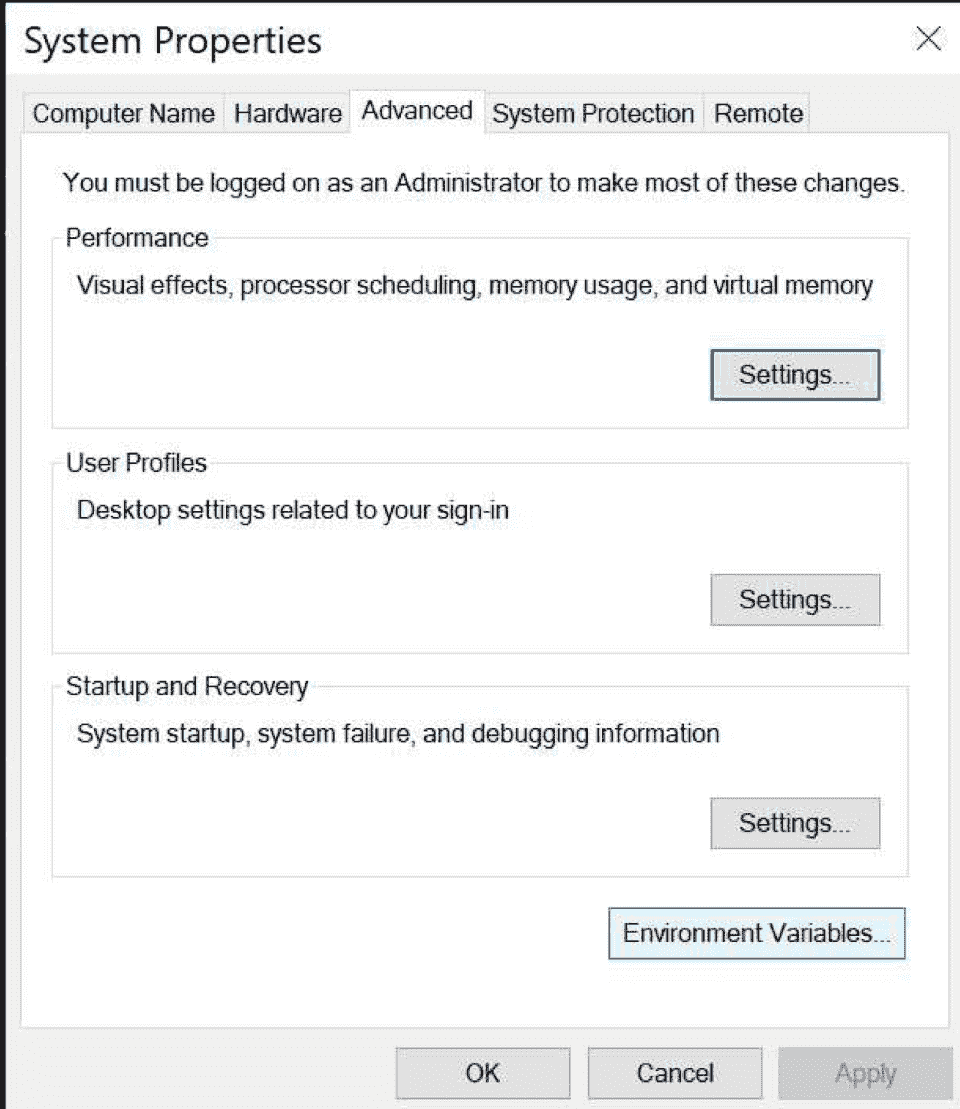 System Properties
Computer Name Hardware Advanced System Protection Remote
You must be logged on as an Administrator to make most of these changes.
Performance
Visual effects, processor scheduling, memory usage, and virtual memory
Settings...
User Profiles
Desktop settings related to your sign-in
Settings...
Startup and Recovery
System startup, system failure, and debugging information
Settings...
Environment Variables...
OK Cancel Apply